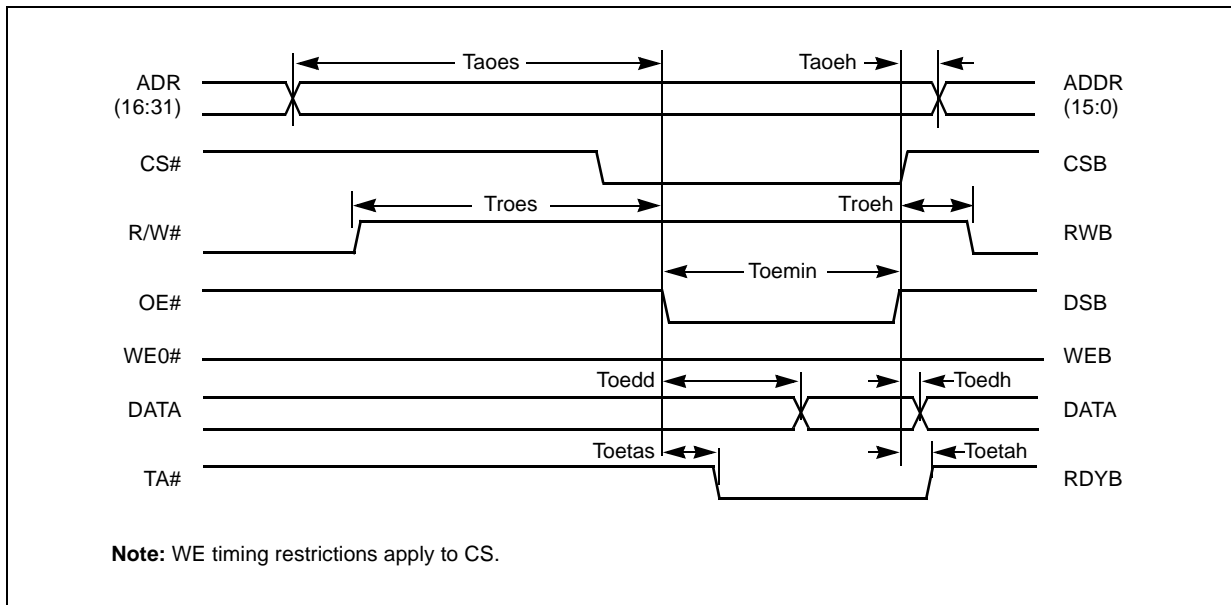 Taoes Taoeh
ADR ADDR
(16:31) (15:0)
CS# CSB
Troes Troeh
R/W# RWB
Toemin
OE# DSB
WE0# WEB
Toedd Toedh
DATA DATA
Toetas Toetah
TA# RDYB
Note: WE timing restrictions apply to CS.